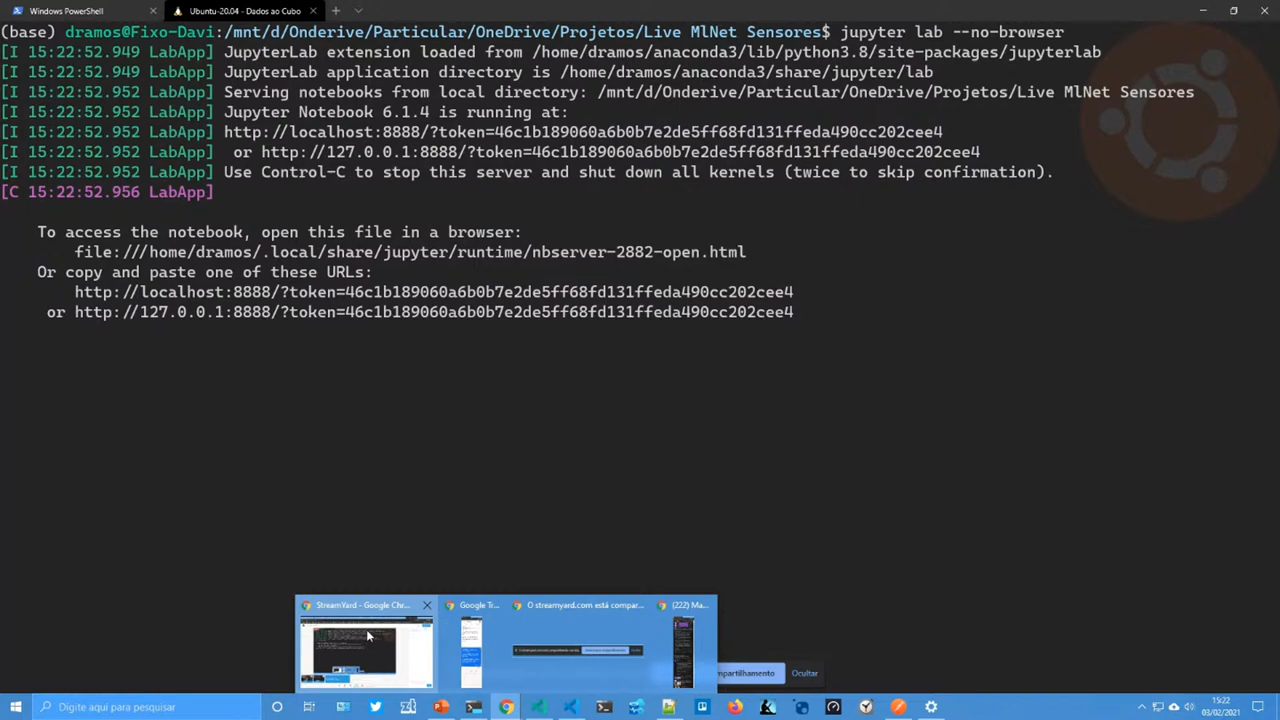 Windows PowerShell
Ubuntu-20.04 - Dados ao Cubo
(base) dramos@Fixo-Davi:/mnt/d/Onderive/Particular/OneDrive/Projetos/Live MlNet Sensores$ jupyter lab --no-browser
[I 15:22:52.949 LabApp] JupyterLab extension loaded from /home/dramos/anaconda3/lib/python3.8/site-packages/jupyterlab
[I 15:22:52.949 LabApp] JupyterLab application directory is /home/dramos/anaconda3/share/jupyter/lab
[I 15:22:52.952 LabApp] Serving notebooks from local directory: /mnt/d/Onderive/Particular/OneDrive/Projetos/Live MlNet Sensores
[I 15:22:52.952 LabApp] Jupyter Notebook 6.1.4 is running at:
[I 15:22:52.952 LabApp] http://localhost:8888/?token=46c1b189060a6b0b7e2de5ff68fd131ffeda490cc202cee4
[I 15:22:52.952 LabApp]  or http://127.0.0.1:8888/?token=46c1b189060a6b0b7e2de5ff68fd131ffeda490cc202cee4
[I 15:22:52.952 LabApp] Use Control-C to stop this server and shut down all kernels (twice to skip confirmation).
[C 15:22:52.956 LabApp]
To access the notebook, open this file in a browser:
file:///home/dramos/.local/share/jupyter/runtime/nbserver-2882-open.html
Or copy and paste one of these URLs:
http://localhost:8888/?token=46c1b189060a6b0b7e2de5ff68fd131ffeda490cc202cee4
or http://127.0.0.1:8888/?token=46c1b189060a6b0b7e2de5ff68fd131ffeda490cc202cee4
StreamYard - Google Chr...
Google Tr...
O streamyard.com está compar...
(222) Ma...
mpartilhamento
Ocultar
Digite aqui para pesquisar
15:22
03/02/2021